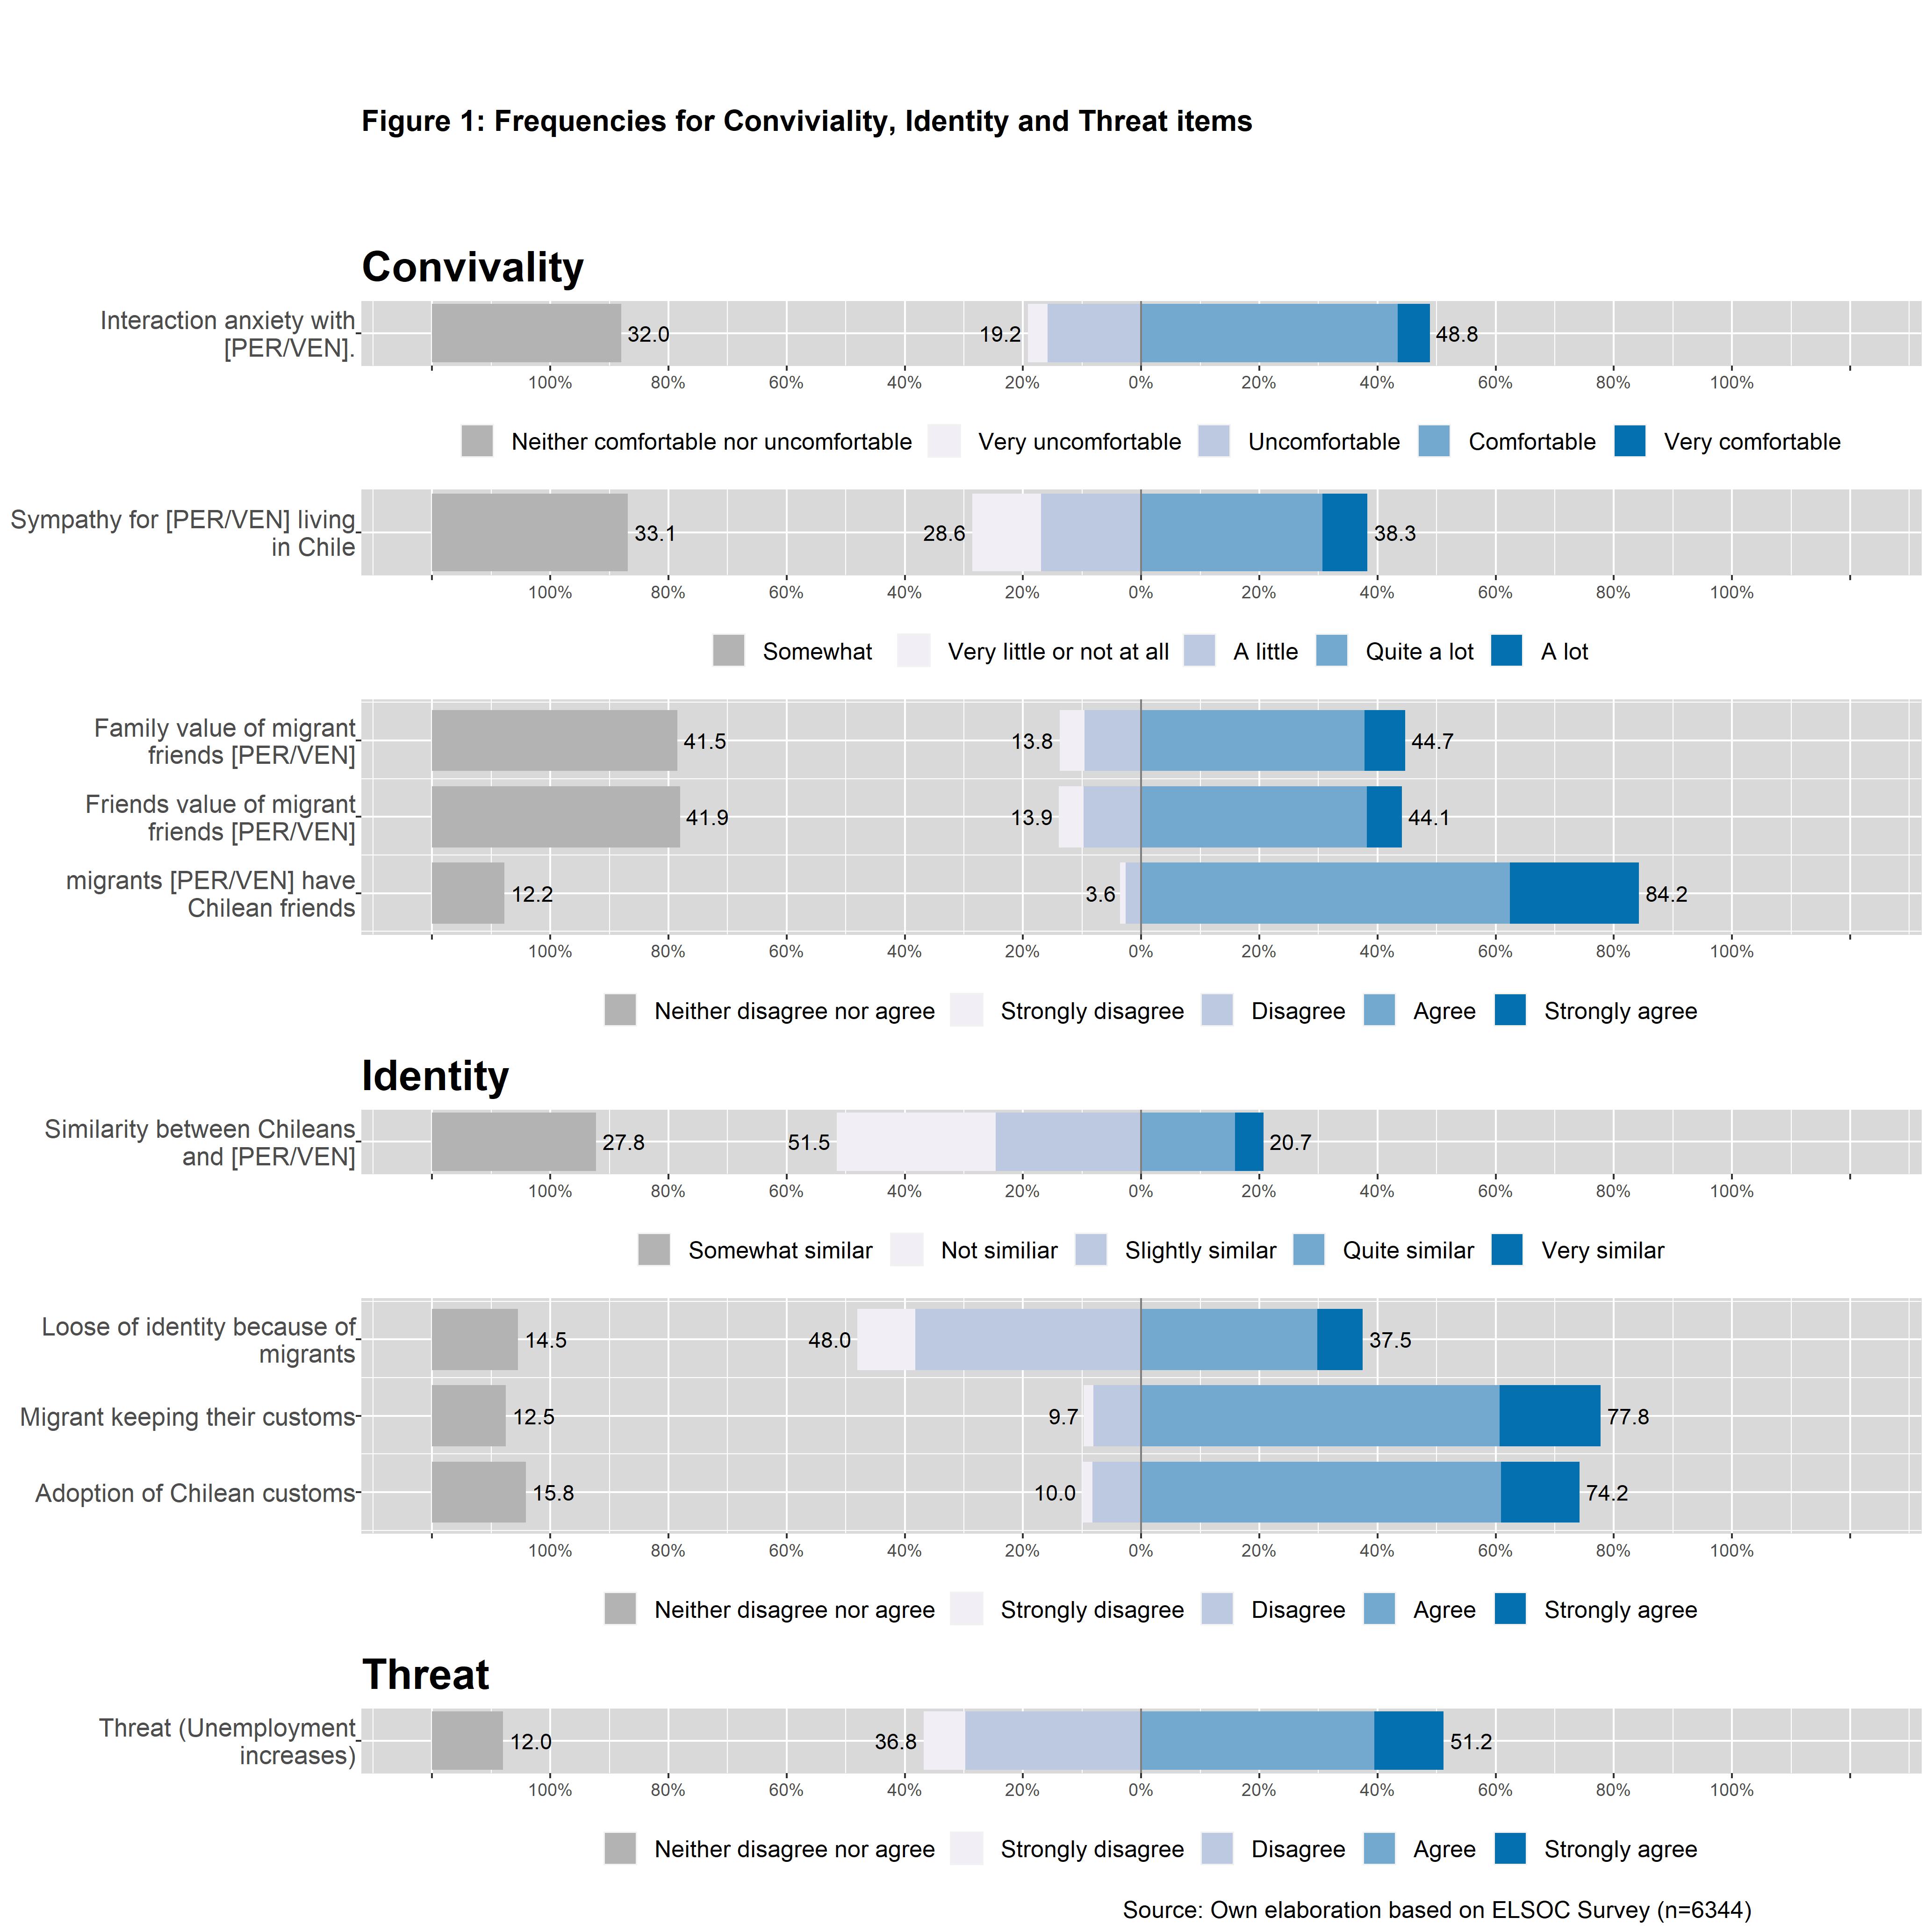 Figure 1: Frequencies for Conviviality, Identity and Threat items
Convivality
Interaction anxiety with
[PER/VEN].
32.0 19.2 48.8
100% 80% 60% 40% 20% 0% 20% 40% 60% 80% 100%
Neither comfortable nor uncomfortable Very uncomfortable Uncomfortable Comfortable Very comfortable
Sympathy for [PER/VEN] living
in Chile
33.1 28.6 38.3
100% 80% 60% 40% 20% 0% 20% 40% 60% 80% 100%
Somewhat Very little or not at all A little Quite a lot A lot
Family value of migrant
friends [PER/VEN]
41.5 13.8 44.7
Friends value of migrant
friends [PER/VEN]
41.9 13.9 44.1
migrants [PER/VEN] have
Chilean friends
12.2 3.6 84.2
100% 80% 60% 40% 20% 0% 20% 40% 60% 80% 100%
Neither disagree nor agree Strongly disagree Disagree Agree Strongly agree
Identity
Similarity between Chileans
and [PER/VEN]
27.8 51.5 20.7
100% 80% 60% 40% 20% 0% 20% 40% 60% 80% 100%
Somewhat similar Not similiar Slightly similar Quite similar Very similar
Loose of identity because of
migrants
14.5 48.0 37.5
Migrant keeping their customs 12.5 9.7 77.8
Adoption of Chilean customs 15.8 10.0 74.2
100% 80% 60% 40% 20% 0% 20% 40% 60% 80% 100%
Neither disagree nor agree Strongly disagree Disagree Agree Strongly agree
Threat
Threat (Unemployment
increases)
12.0 36.8 51.2
100% 80% 60% 40% 20% 0% 20% 40% 60% 80% 100%
Neither disagree nor agree Strongly disagree Disagree Agree Strongly agree
Source: Own elaboration based on ELSOC Survey (n=6344)